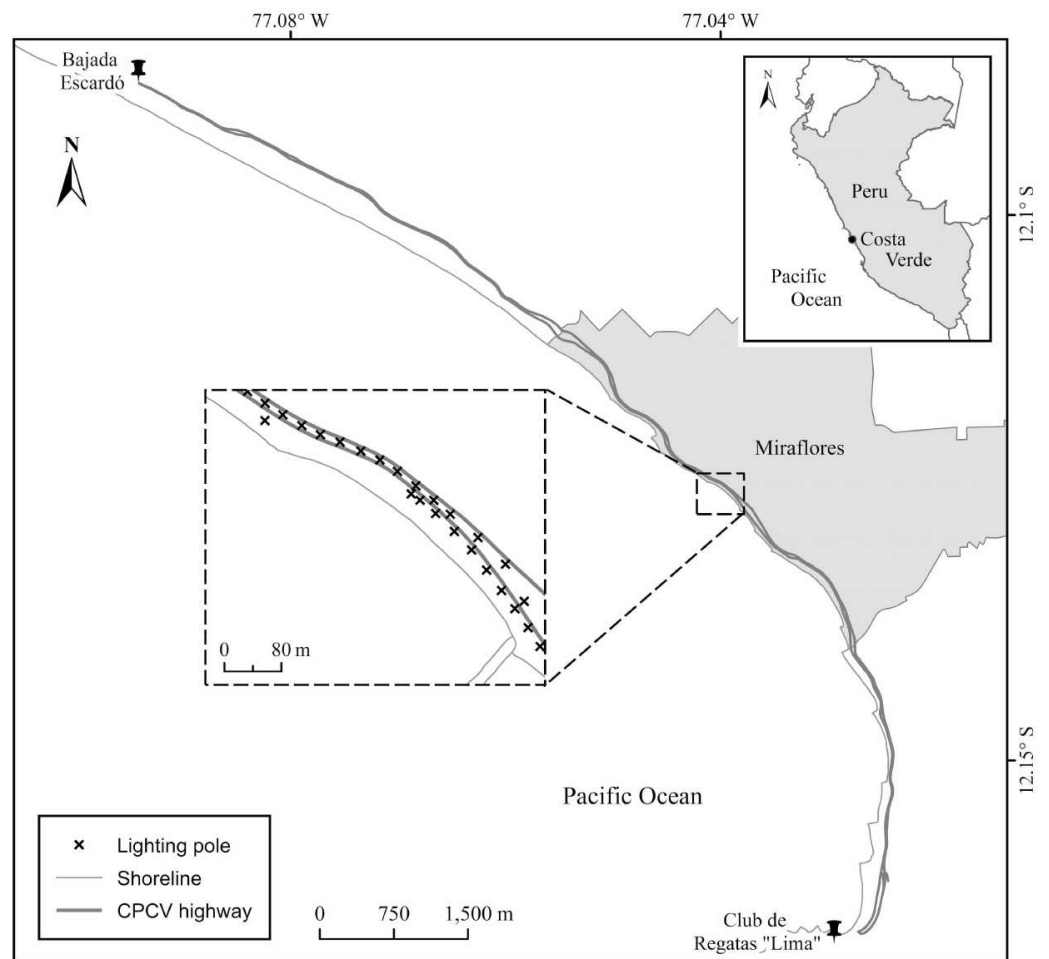 77.08° W
77.04° W
Bajada
Escardó
N
N
Peru
Costa
Verde
Pacific
Ocean
12.1° S
Miraflores
0 80 m
Pacific Ocean
12.15° S
Lighting pole
Shoreline
CPCV highway
0 750 1,500 m
Club de
Regatas "Lima"